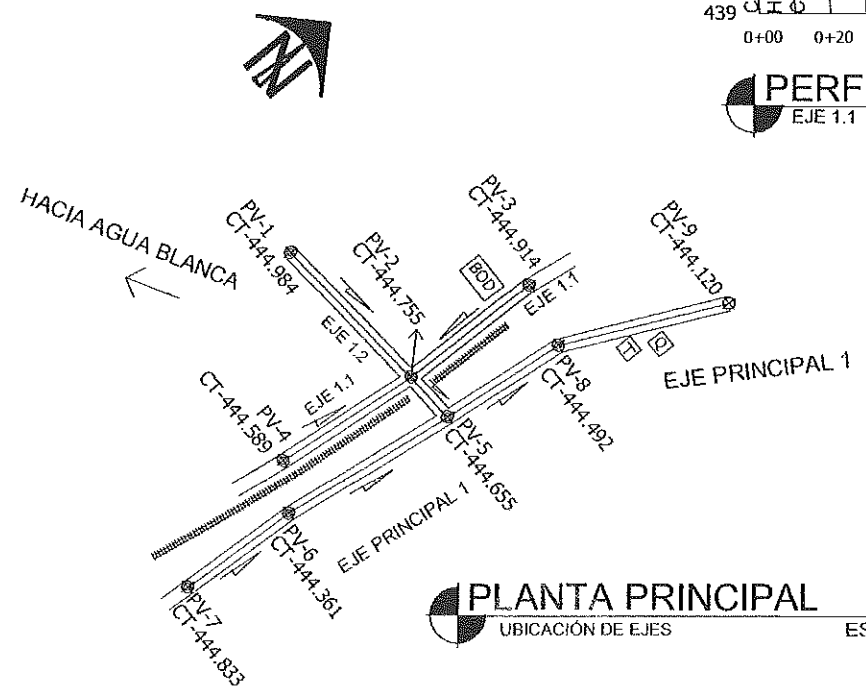 439
0+00 0+20
PERF
EJE 1.1
N
HACIA AGUA BLANCA
PV-1
CT-444.984
PV-2
CT-444.755
PV-3
CT-444.914
BOD
EJE 1.1
EJE 1.2
PV-9
CT-444.120
T
Q
EJE PRINCIPAL 1
PV-8
CT-444.492
EJE 1.1
PV-4
CT-444.589
PV-5
CT-444.655
PV-6
CT-444.361
EJE PRINCIPAL 1
PV-7
CT-444.833
PLANTA PRINCIPAL
UBICACIÓN DE EJES ES